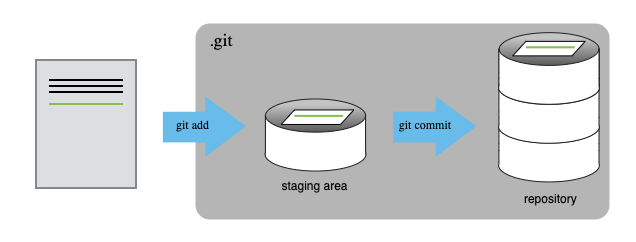 .git
git add
git commit
staging area
repository